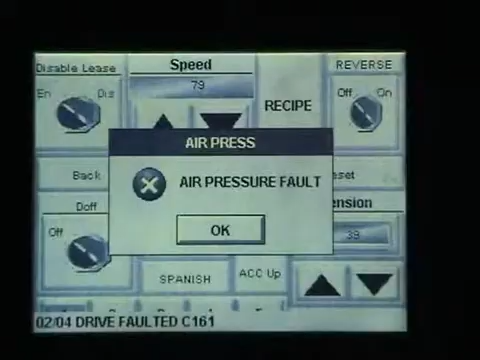 Disable Lease
Speed
REVERSE
En
Dis
79
Off
On
RECIPE
AIR PRESS
AIR PRESSURE FAULT
OK
Back
eset
Doff
Off
ension
39
SPANISH
ACC Up
02/04 DRIVE FAULTED C161